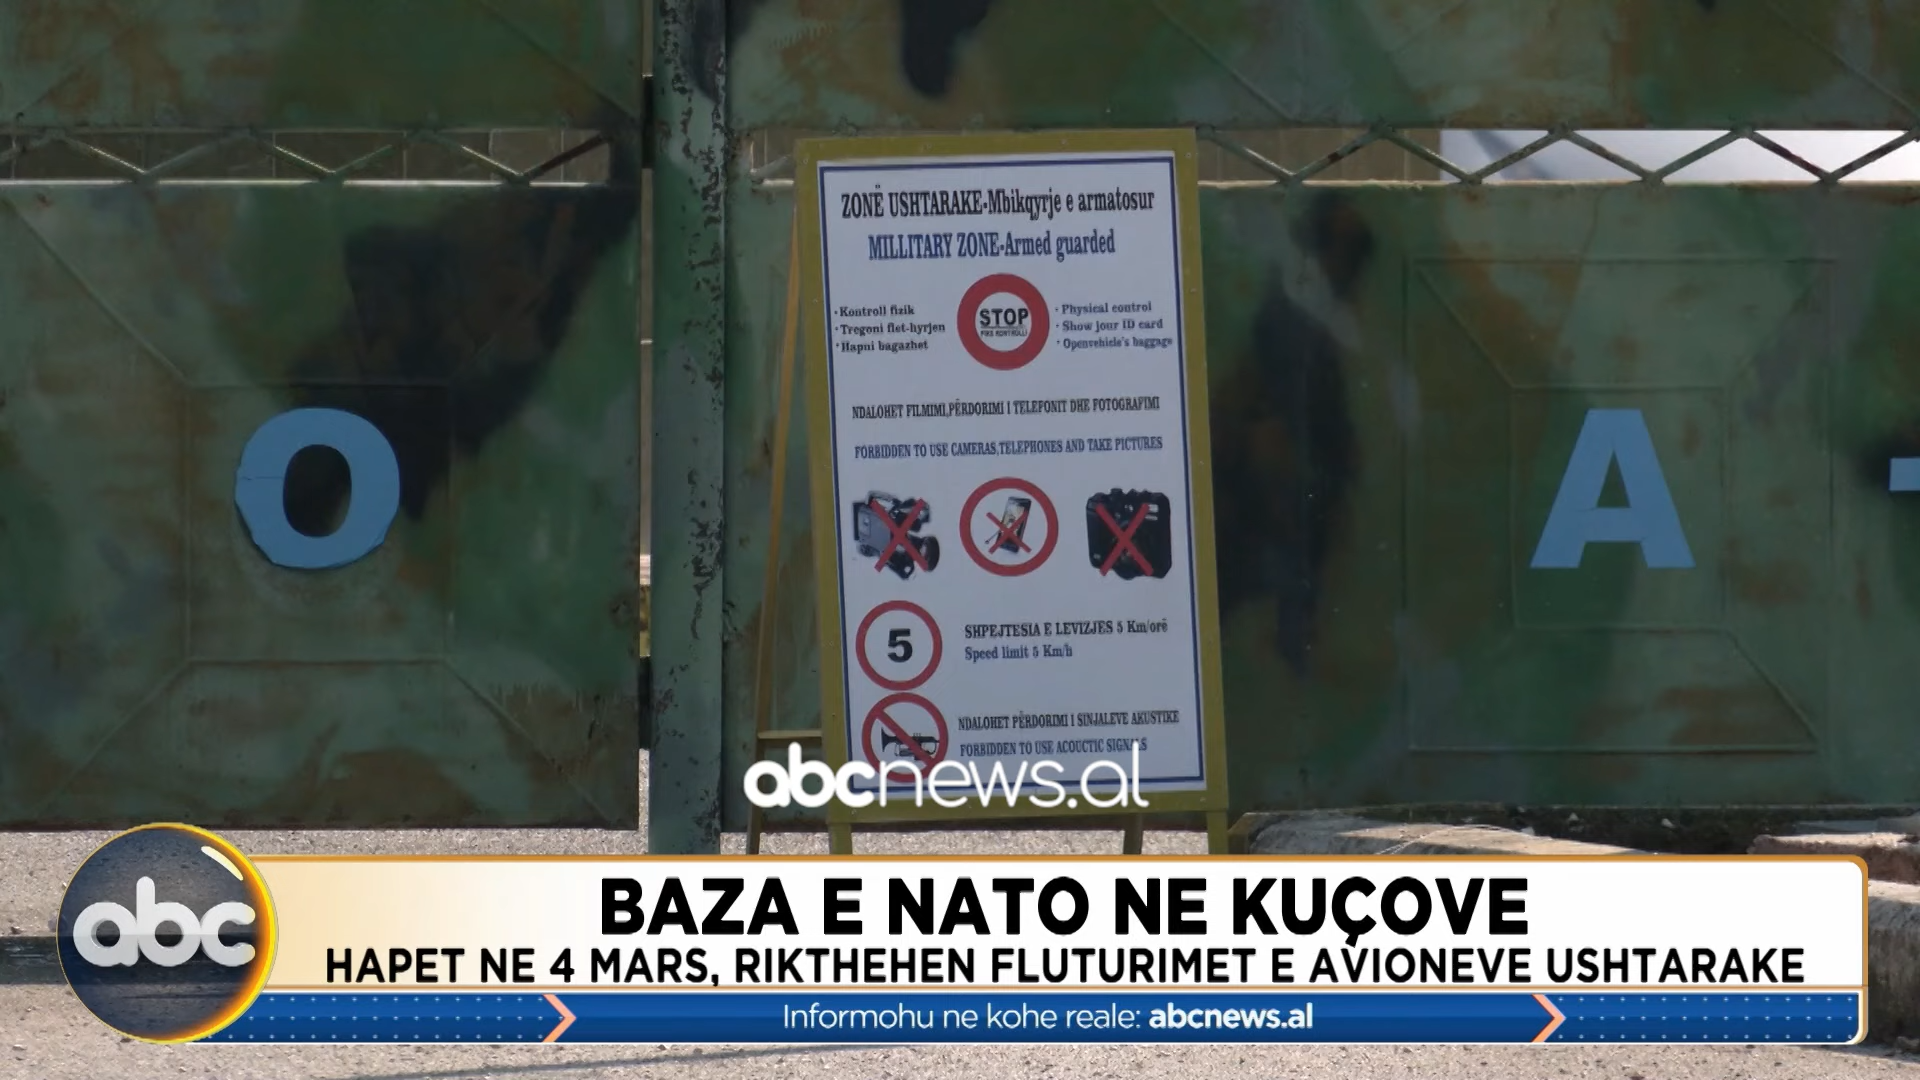 ZONË USHTARAKE-Mbikqyrje e armatosur
MILLITARY ZONE-Armed guarded
· Kontroll fizik
· Tregoni flet-hyrjen
· Hapni bagazhet
STOP
PIKE KONTROLLI
· Physical control
· Show jour ID card
· Openvehicle's baggage
NDALOHET FILMIMI,PËRDORIMI I TELEFONIT DHE FOTOGRAFIMI
FORBIDDEN TO USE CAMERAS,TELEPHONES AND TAKE PICTURES
O
A
-
5
SHPEJTESIA E LEVIZJES 5 Km/orë
Speed limit 5 Km/h
NDALOHET PËRDORIMI I SINJALEVE AKUSTIKE
FORBIDDEN TO USE ACOUCTIC SIGNALS
abcnews.al
abc
BAZA E NATO NE KUÇOVE
HAPET NE 4 MARS, RIKTHEHEN FLUTURIMET E AVIONEVE USHTARAKE
Informohu ne kohe reale: abcnews.al